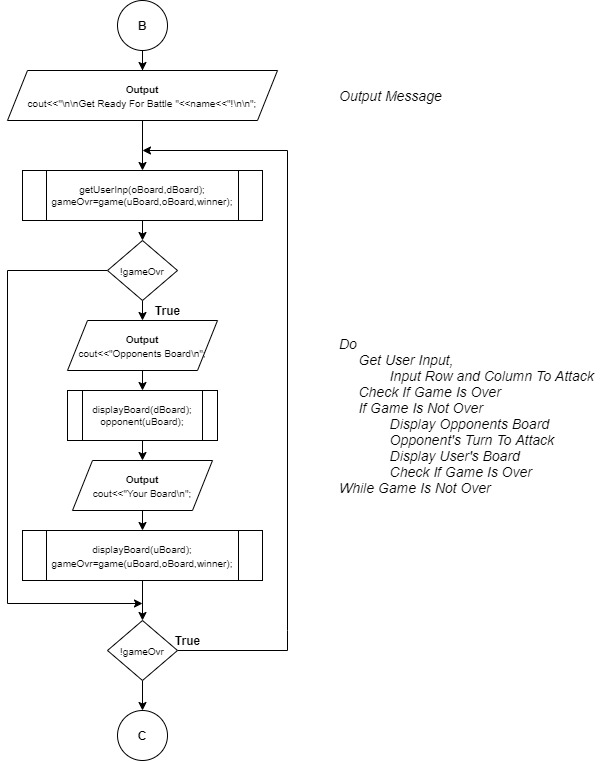 B
Output
cout<<"\n\nGet Ready For Battle "<<name<<"!\n\n";
Output Message
getUserInp(oBoard,dBoard);
gameOvr=game(uBoard,oBoard,winner);
!gameOvr
True
Output
cout<<"Opponents Board\n";
displayBoard(dBoard);
opponent(uBoard);
Output
cout<<"Your Board\n";
displayBoard(uBoard);
gameOvr=game(uBoard,oBoard,winner);
Do
Get User Input,
Input Row and Column To Attack
Check If Game Is Over
If Game Is Not Over
Display Opponents Board
Opponent's Turn To Attack
Display User's Board
Check If Game Is Over
While Game Is Not Over
!gameOvr
True
C